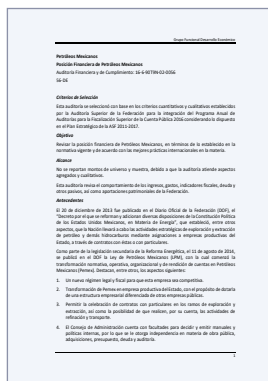 Grupo Funcional Desarrollo Económico
Petróleos Mexicanos
Posición Financiera de Petróleos Mexicanos
Auditoría Financiera y de Cumplimiento: 16-6-90T9N-02-0056
56-DE
Criterios de Selección
Esta auditoría se seleccionó con base en los criterios cuantitativos y cualitativos establecidos
por la Auditoría Superior de la Federación para la integración del Programa Anual de
Auditorías para la Fiscalización Superior de la Cuenta Pública 2016 considerando lo dispuesto
en el Plan Estratégico de la ASF 2011-2017.
Objetivo
Revisar la posición financiera de Petróleos Mexicanos, en términos de lo establecido en la
normativa vigente y de acuerdo con las mejores prácticas internacionales en la materia.
Alcance
No se reportan montos de universo y muestra, debido a que la auditoría atiende aspectos
agregados y cualitativos.
Esta auditoría revisa el comportamiento de los ingresos, gastos, indicadores fiscales, deuda y
otros pasivos, así como aportaciones patrimoniales de la Federación.
Antecedentes
El 20 de diciembre de 2013 fue publicado en el Diario Oficial de la Federación (DOF), el
"Decreto por el que se reforman y adicionan diversas disposiciones de la Constitución Política
de los Estados Unidos Mexicanos, en Materia de Energía", que estableció, entre otros
aspectos, que la Nación llevará a cabo las actividades estratégicas de exploración y extracción
de petróleo y demás hidrocarburos mediante asignaciones a empresas productivas del
Estado, a través de contratos con éstas o con particulares.
Como parte de la legislación secundaria de la Reforma Energética, el 11 de agosto de 2014,
se publicó en el DOF la Ley de Petróleos Mexicanos (LPM), con la cual comenzó la
transformación normativa, operativa, organizacional y de rendición de cuentas en Petróleos
Mexicanos (Pemex). Destacan, entre otros, los aspectos siguientes:
1. Un nuevo régimen legal y fiscal para que esta empresa sea competitiva.
2. Transformación de Pemex en empresa productiva del Estado, con el propósito de dotarla
de una estructura empresarial diferenciada de otras empresas públicas.
3. Permitir la celebración de contratos con particulares en los ramos de exploración y
extracción, así como la posibilidad que realicen, por su cuenta, las actividades de
refinación y transporte.
4. El Consejo de Administración cuenta con facultades para decidir y emitir manuales y
políticas internas, por lo que se le otorga independencia en materia de obra pública,
adquisiciones, presupuesto, deuda y auditoría.
1